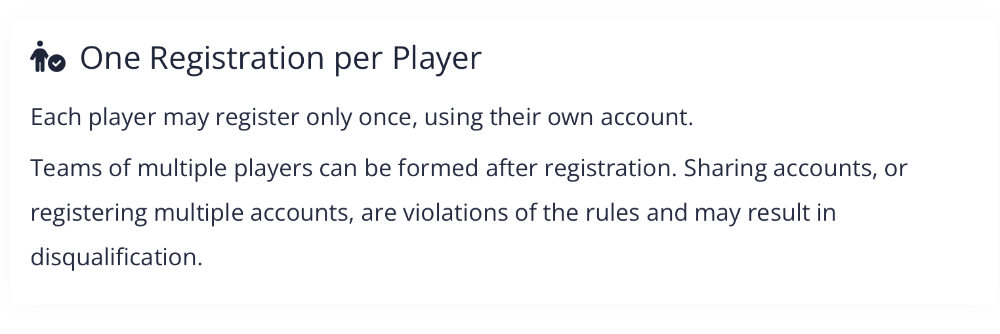 One Registration per Player
Each player may register only once, using their own account.
Teams of multiple players can be formed after registration. Sharing accounts, or
registering multiple accounts, are violations of the rules and may result in
disqualification.